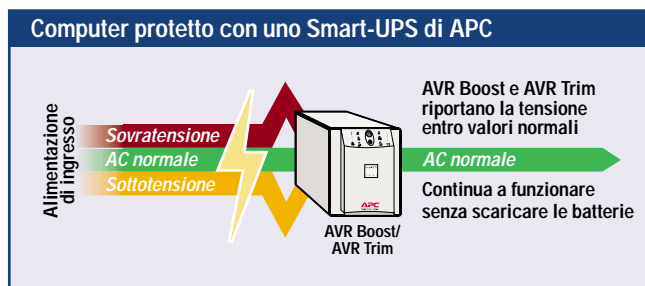 Computer protetto con uno Smart-UPS di APC
Alimentazione
di ingresso
Sovratensione
AC normale
Sottotensione
APC
AVR Boost/
AVR Trim
AVR Boost e AVR Trim
riportano la tensione
entro valori normali
AC normale
Continua a funzionare
senza scaricare le batterie